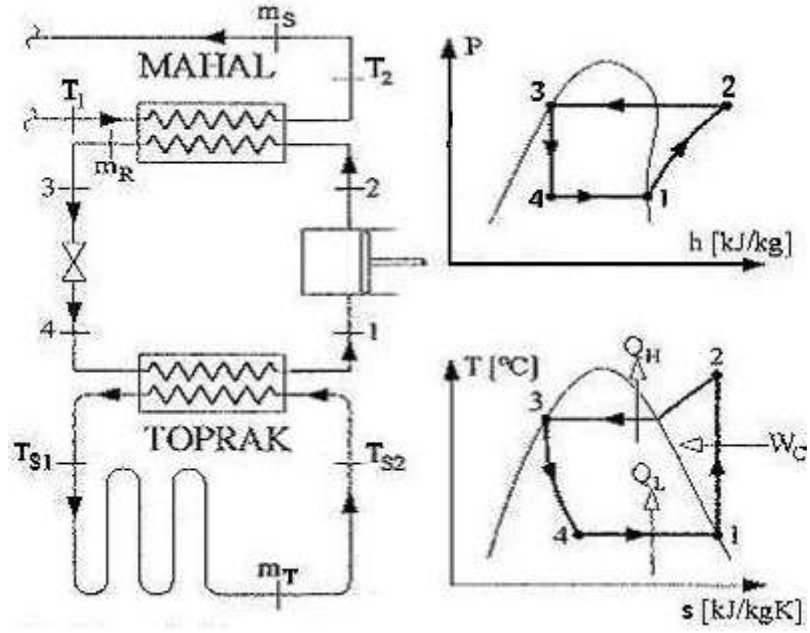 mS
MAHAL
T2
T1
mR
3
2
4
1
TOPRAK
TS1
TS2
mT
P
3
2
4
1
h [kJ/kg]
T [ºC]
QH
2
3
WC
QL
4
1
s [kJ/kgK]